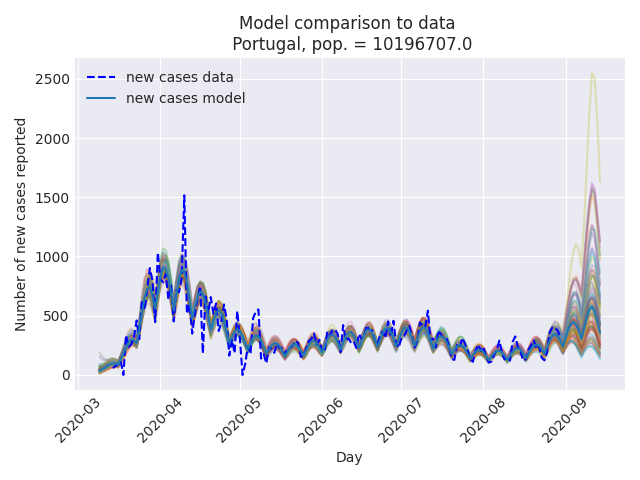 Model comparison to data
Portugal, pop. = 10196707.0
new cases data
new cases model
Number of new cases reported
2500
2000
1500
1000
500
0
2020-03
2020-04
2020-05
2020-06
2020-07
2020-08
2020-09
Day